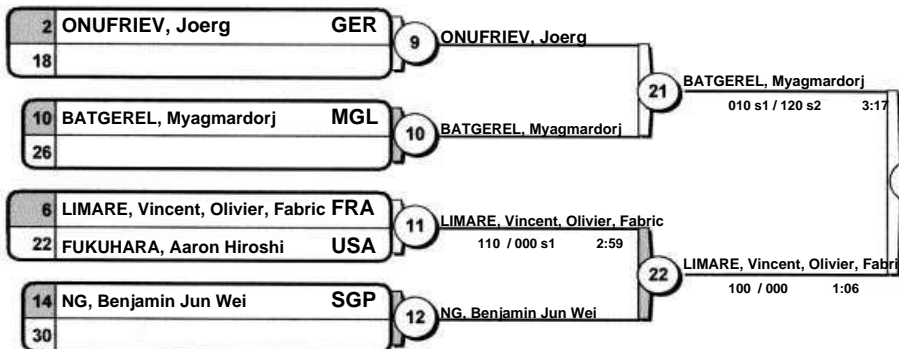 2 ONUFRIEV, Joerg GER
18
9 ONUFRIEV, Joerg
10 BATGEREL, Myagmardorj MGL
26
10 BATGEREL, Myagmardorj
21 BATGEREL, Myagmardorj
010 s1 / 120 s2 3:17
6 LIMARE, Vincent, Olivier, Fabric FRA
22 FUKUHARA, Aaron Hiroshi USA
11 LIMARE, Vincent, Olivier, Fabric
110 / 000 s1 2:59
14 NG, Benjamin Jun Wei SGP
30
12 NG, Benjamin Jun Wei
22 LIMARE, Vincent, Olivier, Fabri
100 / 000 1:06